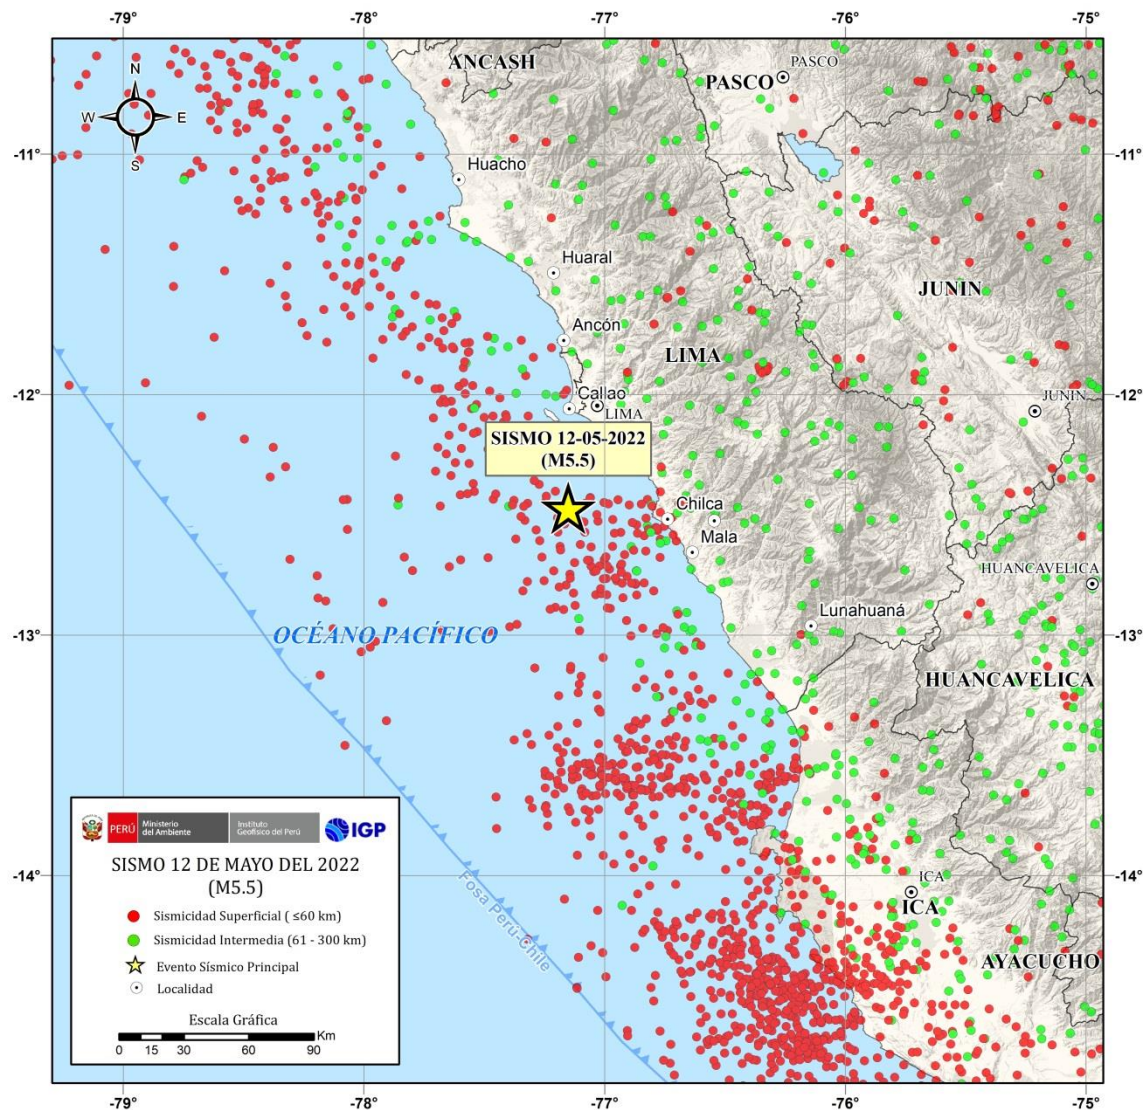 -79°
-78°
-77°
-76°
-75°
N
W
E
S
ANCASH
PASCO
PASCO
-11°
-11°
Huacho
Huaral
JUNIN
Ancón
LIMA
-12°
-12°
Callao
LIMA
JUNIN
SISMO 12-05-2022
(M5.5)
Chilca
Mala
HUANCAVELICA
Lunahuaná
-13°
-13°
OCÉANO PACÍFICO
HUANCAVELICA
PERÚ
Ministerio
del Ambiente
Instituto
Geofísico del Perú
IGP
SISMO 12 DE MAYO DEL 2022
(M5.5)
Sismicidad Superficial ( ≤60 km)
Sismicidad Intermedia (61 - 300 km)
Evento Sísmico Principal
Localidad
Escala Gráfica
Km
0 15 30 60 90
-14°
-14°
ICA
ICA
Fosa Perú-Chile
AYACUCHO
-79°
-78°
-77°
-76°
-75°